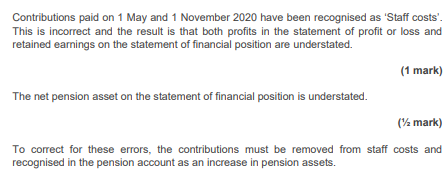 Contributions paid on 1 May and 1 November 2020 have been recognised as ‘Staff costs’.
This is incorrect and the result is that both profits in the statement of profit or loss and
retained earnings on the statement of financial position are understated.
(1 mark)
The net pension asset on the statement of financial position is understated.
(½ mark)
To correct for these errors, the contributions must be removed from staff costs and
recognised in the pension account as an increase in pension assets.